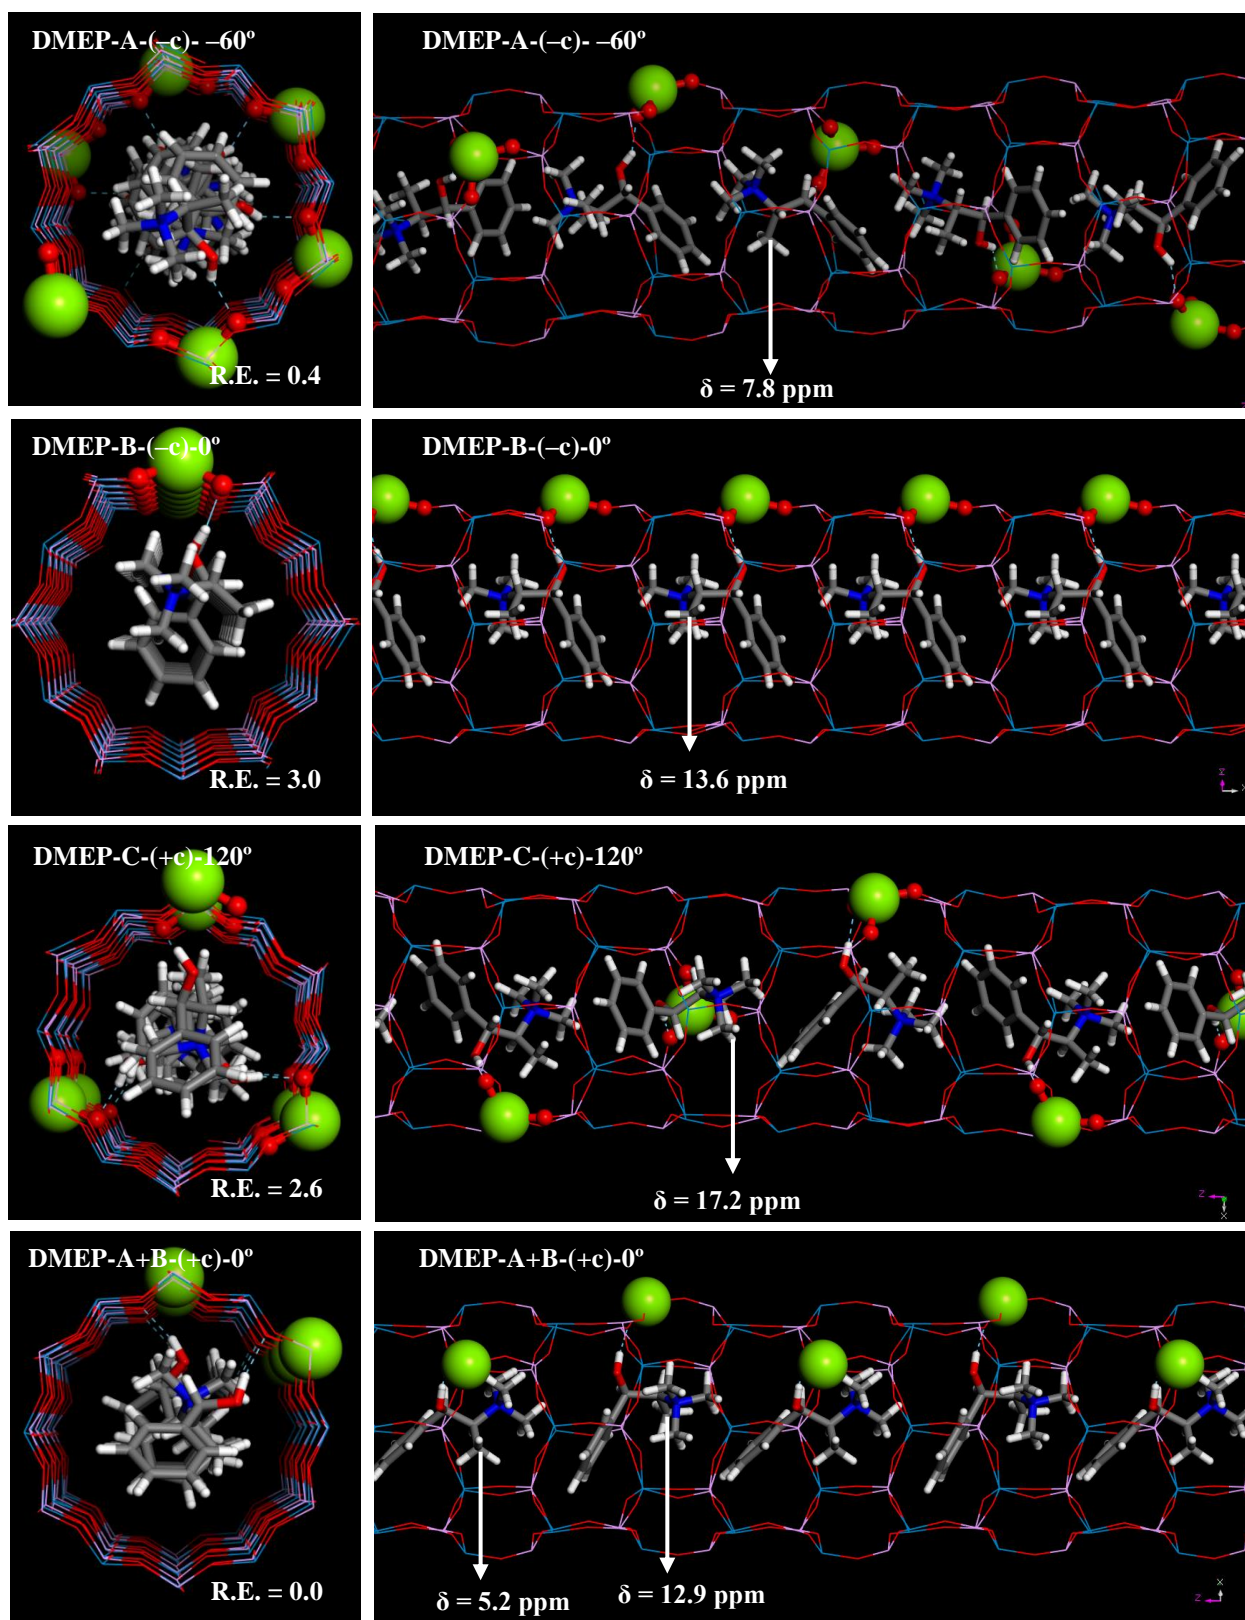 DMEP-A-(–c)- –60º
R.E. = 0.4
DMEP-A-(–c)- –60º
δ = 7.8 ppm
DMEP-B-(–c)-0º
R.E. = 3.0
DMEP-B-(–c)-0º
δ = 13.6 ppm
DMEP-C-(+c)-120º
R.E. = 2.6
DMEP-C-(+c)-120º
δ = 17.2 ppm
Z
X
DMEP-A+B-(+c)-0º
R.E. = 0.0
DMEP-A+B-(+c)-0º
δ = 5.2 ppm
δ = 12.9 ppm
X
Z